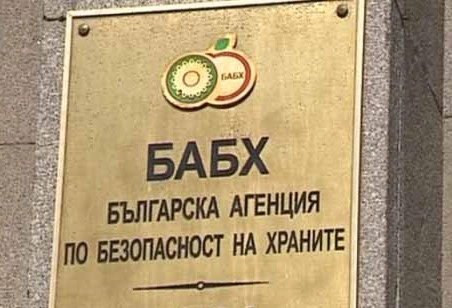 БАБХ
БАБХ
БЪЛГАРСКА АГЕНЦИЯ
ПО БЕЗОПАСНОСТ НА ХРАНИТЕ